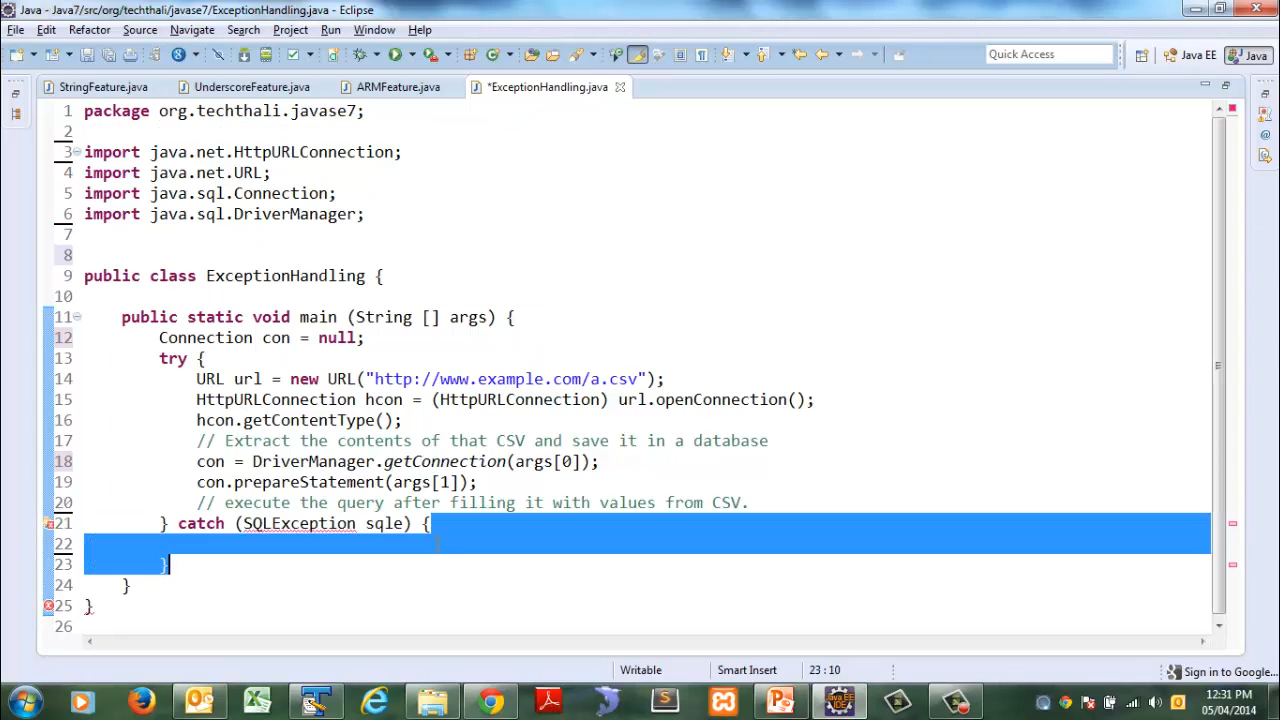 Java - Java7/src/org/techthali/javase7/ExceptionHandling.java - Eclipse
File Edit Refactor Source Navigate Search Project Run Window Help
Quick Access Java EE Java
StringFeature.java UnderscoreFeature.java ARMFeature.java *ExceptionHandling.java
1 package org.techthali.javase7;
2
3 import java.net.HttpURLConnection;
4 import java.net.URL;
5 import java.sql.Connection;
6 import java.sql.DriverManager;
7
8
9 public class ExceptionHandling {
10
11 public static void main (String [] args) {
12 Connection con = null;
13 try {
14 URL url = new URL("http://www.example.com/a.csv");
15 HttpURLConnection hcon = (HttpURLConnection) url.openConnection();
16 hcon.getContentType();
17 // Extract the contents of that CSV and save it in a database
18 con = DriverManager.getConnection(args[0]);
19 con.prepareStatement(args[1]);
20 // execute the query after filling it with values from CSV.
21 } catch (SQLException sqle) {
22
23 }
24 }
25 }
26
Writable Smart Insert 23 : 10
Sign in to Google...
12:31 PM
05/04/2014